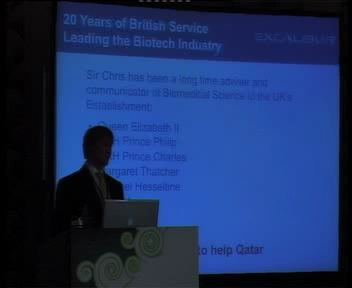 20 Years of British Service
Leading the Biotech Industry
EXCALIBUR
Sir Chris has been a long time adviser and
communicator of Biomedical Science to the UK's
Establishment:
Queen Elizabeth II
Prince Philip
Prince Charles
Margaret Thatcher
Heseltine
to help Qatar